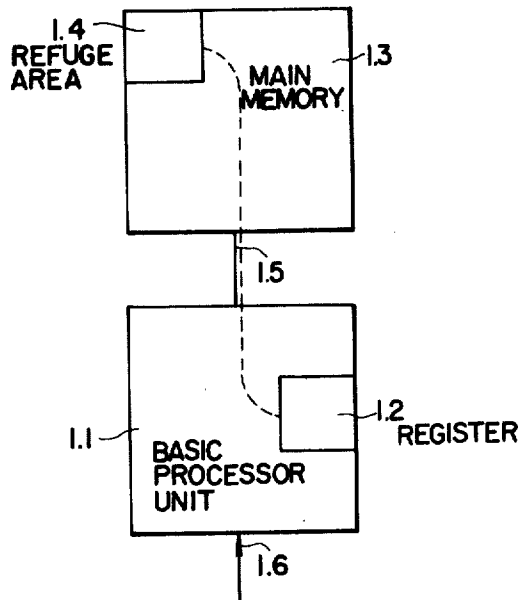 1.4
REFUGE
AREA
MAIN
MEMORY
1.3
1.5
1.1
BASIC
PROCESSOR
UNIT
1.2
REGISTER
1.6